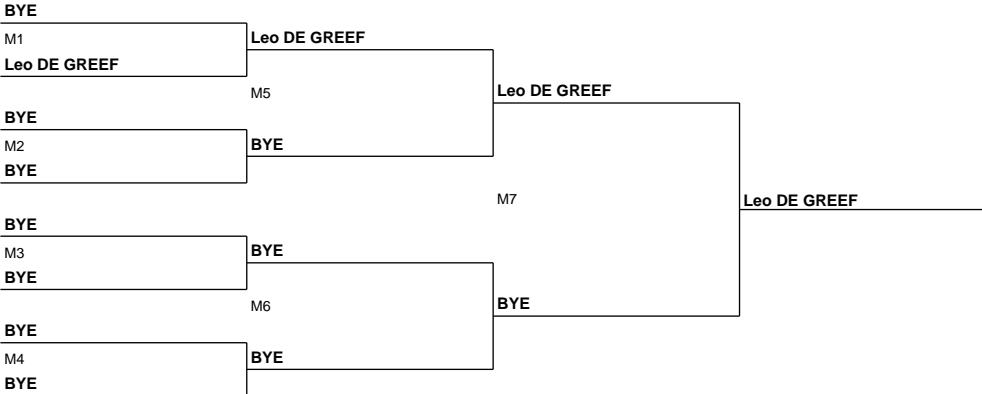 BYE
M1
Leo DE GREEF
BYE
M2
BYE
BYE
M3
BYE
BYE
M4
BYE
Leo DE GREEF
M5
BYE
BYE
M6
BYE
Leo DE GREEF
M7
BYE
Leo DE GREEF